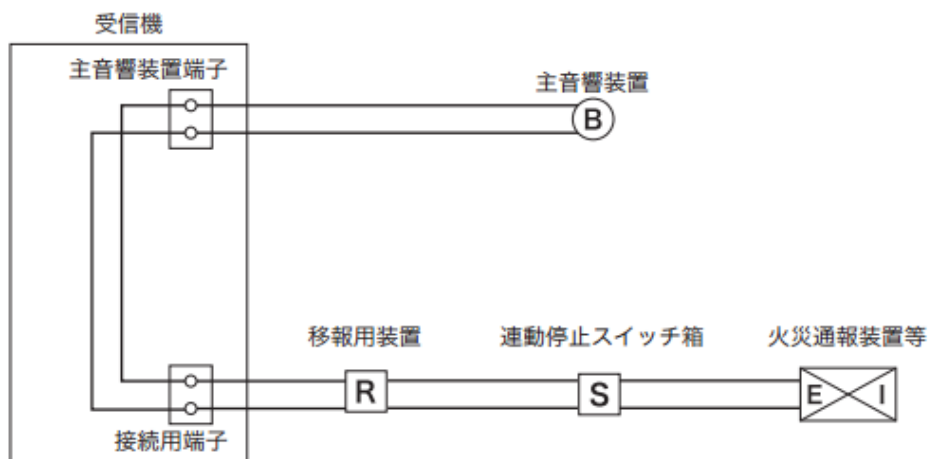 受信機
主音響装置端子
主音響装置
B
移報用装置
連動停止スイッチ箱
火災通報装置等
R
S
E I
接続用端子